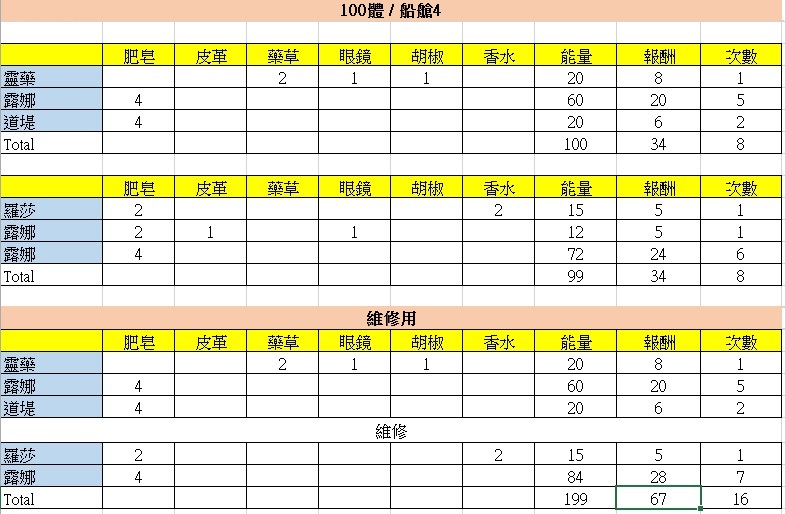 100體 / 船艙4
肥皂 皮革 藥草 眼鏡 胡椒 香水 能量 報酬 次數
靈藥 2 1 1 20 8 1
露娜 4 60 20 5
道堤 4 20 6 2
Total 100 34 8
肥皂 皮革 藥草 眼鏡 胡椒 香水 能量 報酬 次數
羅莎 2 2 15 5 1
露娜 2 1 1 12 5 1
露娜 4 72 24 6
Total 99 34 8
維修用
肥皂 皮革 藥草 眼鏡 胡椒 香水 能量 報酬 次數
靈藥 2 1 1 20 8 1
露娜 4 60 20 5
道堤 4 20 6 2
維修
羅莎 2 2 15 5 1
露娜 4 84 28 7
Total 199 67 16